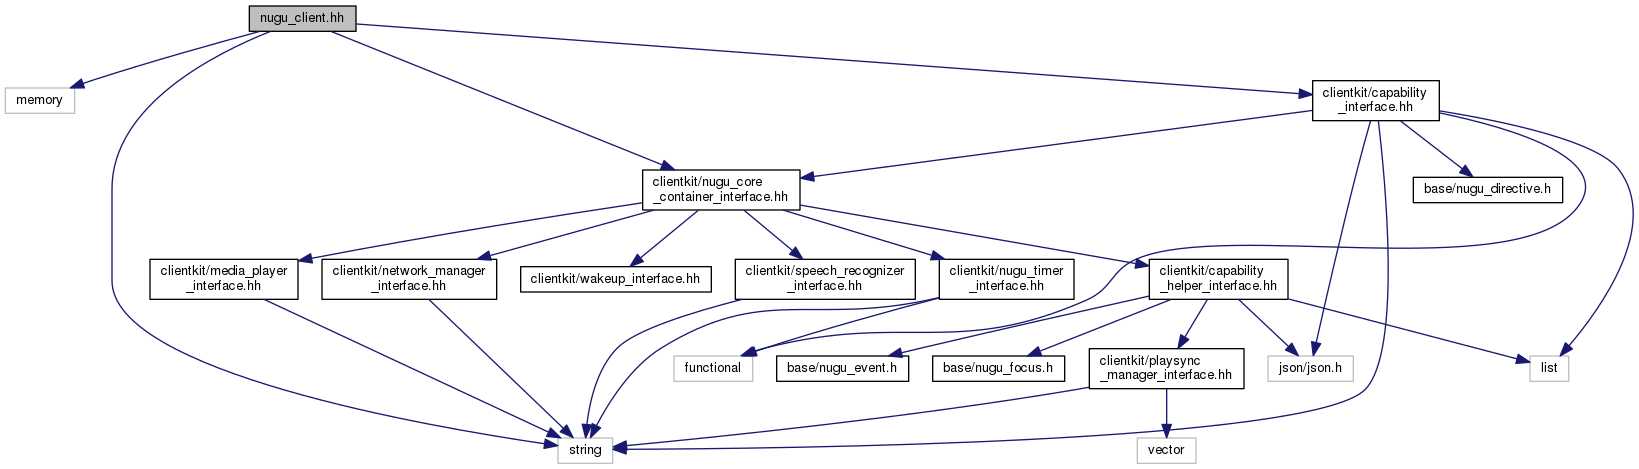 nugu_client.hh
memory
clientkit/capability
_interface.hh
clientkit/nugu_core
_container_interface.hh
base/nugu_directive.h
clientkit/media_player
_interface.hh
clientkit/network_manager
_interface.hh
clientkit/wakeup_interface.hh
clientkit/speech_recognizer
_interface.hh
clientkit/nugu_timer
_interface.hh
clientkit/capability
_helper_interface.hh
functional
base/nugu_event.h
base/nugu_focus.h
clientkit/playsync
_manager_interface.hh
json/json.h
list
string
vector